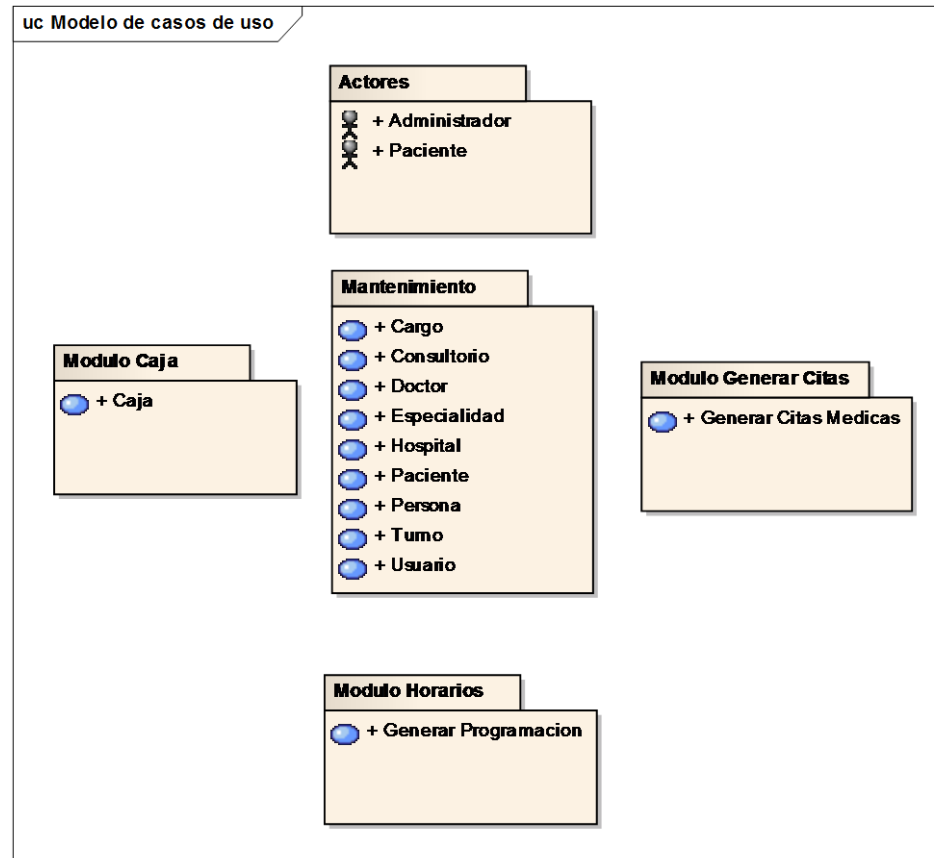 uc Modelo de casos de uso
Actores
+ Administrador
+ Paciente
Mantenimiento
+ Cargo
+ Consultorio
+ Doctor
+ Especialidad
+ Hospital
+ Paciente
+ Persona
+ Turno
+ Usuario
Modulo Caja
+ Caja
Modulo Generar Citas
+ Generar Citas Medicas
Modulo Horarios
+ Generar Programacion